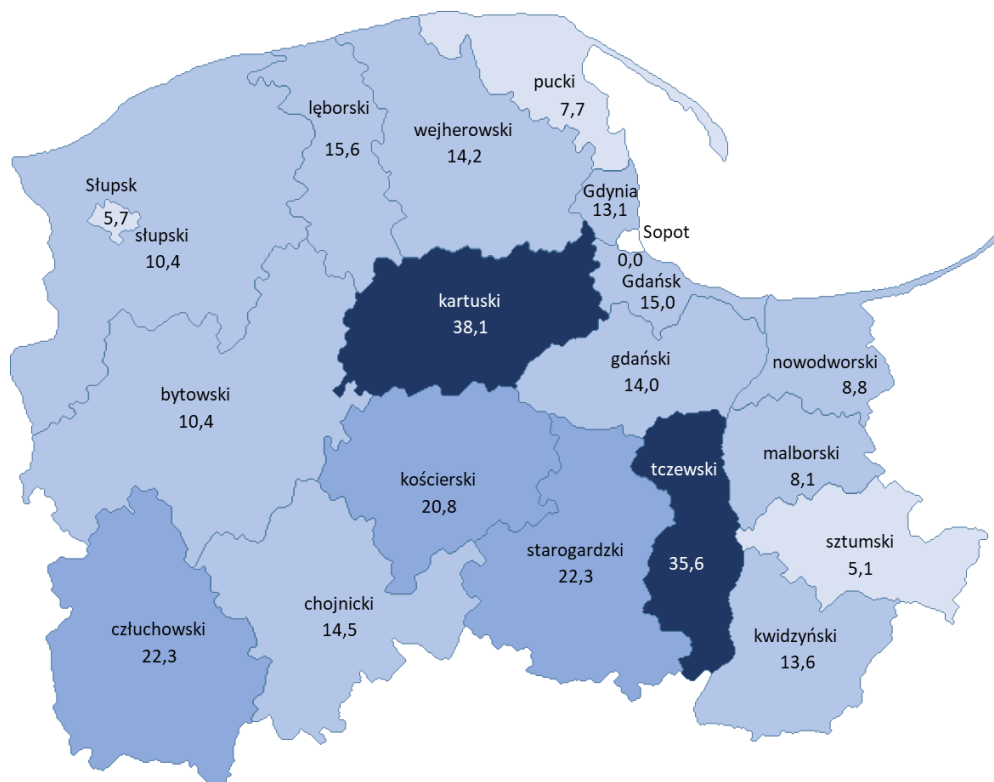 pucki
7,7
lęborski
15,6
wejherowski
14,2
Gdynia
13,1
Słupsk
5,7
słupski
10,4
Sopot
0,0
Gdańsk
15,0
kartuski
38,1
gdański
14,0
nowodworski
8,8
bytowski
10,4
malborski
8,1
kościerski
20,8
tczewski
35,6
starogardzki
22,3
sztumski
5,1
chojnicki
14,5
człuchowski
22,3
kwidzyński
13,6